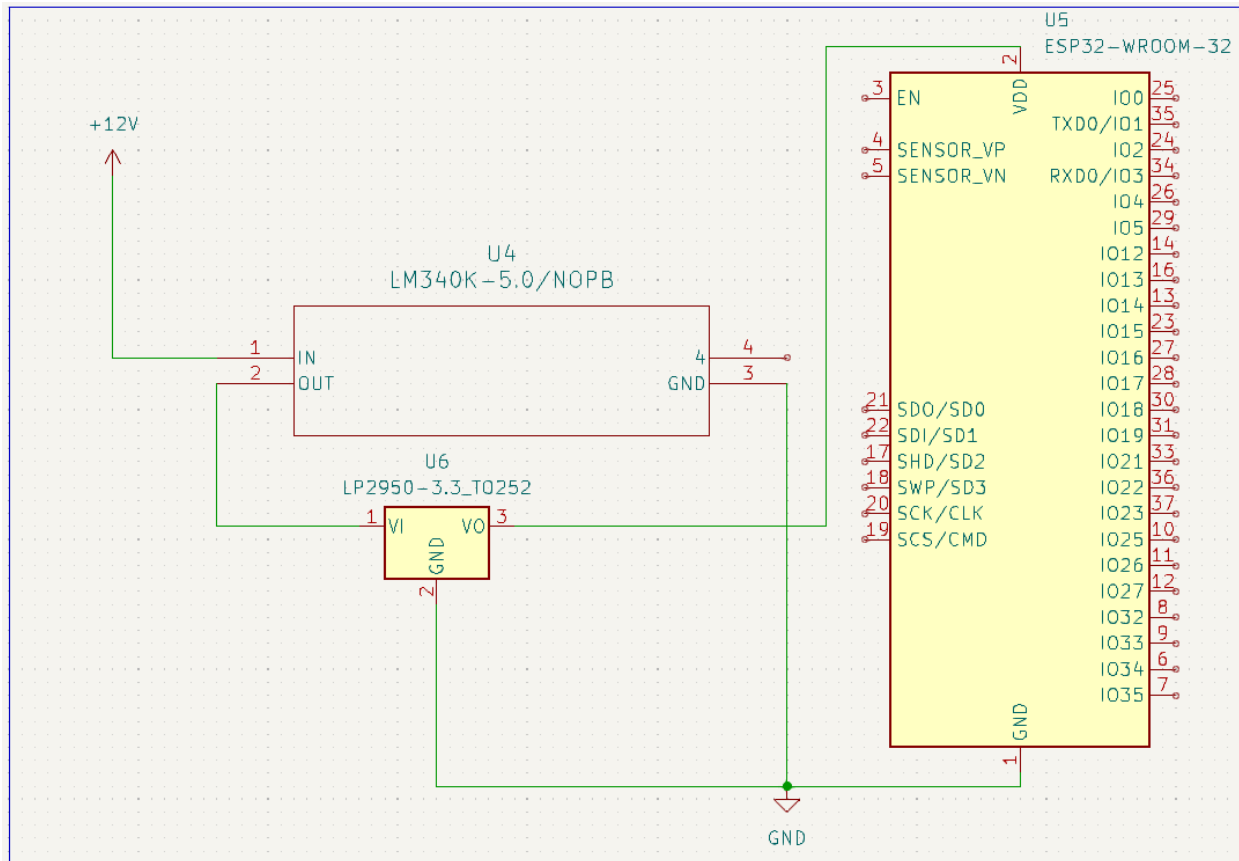 U5
ESP32-WROOM-32
+12V
U4
LM340K-5.0/NOPB
1
IN
2
OUT
4
4
GND
3
U6
LP2950-3.3_TO252
1
VI
VO
3
GND
2
2
VDD
3
EN
4
SENSOR_VP
5
SENSOR_VN
21
SDO/SD0
22
SDI/SD1
17
SHD/SD2
18
SWP/SD3
20
SCK/CLK
19
SCS/CMD
IO0
25
TXD0/IO1
35
IO2
24
RXD0/IO3
34
IO4
26
IO5
29
IO12
14
IO13
16
IO14
13
IO15
23
IO16
27
IO17
28
IO18
30
IO19
31
IO21
33
IO22
36
IO23
37
IO25
10
IO26
11
IO27
12
IO32
8
IO33
9
IO34
6
IO35
7
GND
1
GND